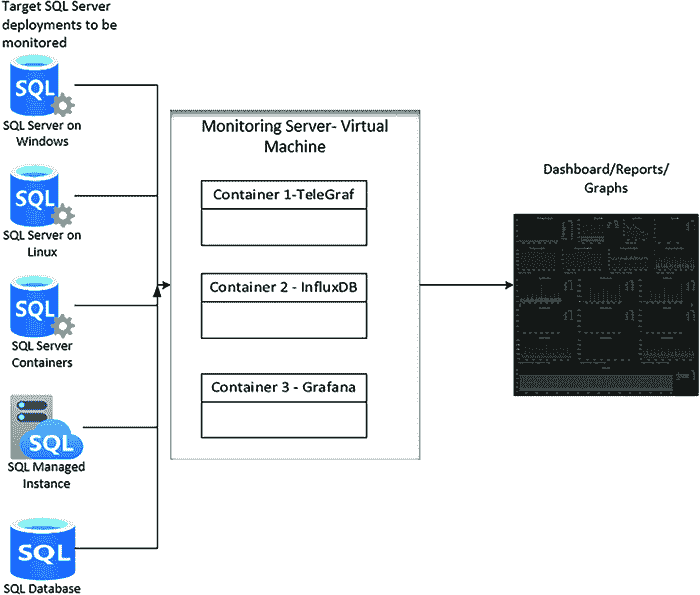 Target SQL Server
deployments to be
monitored
SQL
SQL Server on
Windows
SQL
SQL Server on
Linux
SQL
SQL Server
Containers
SQL
SQL Managed
Instance
SQL
SQL Database
Monitoring Server- Virtual
Machine
Container 1-TeleGraf
Container 2 - InfluxDB
Container 3 - Grafana
Dashboard/Reports/
Graphs